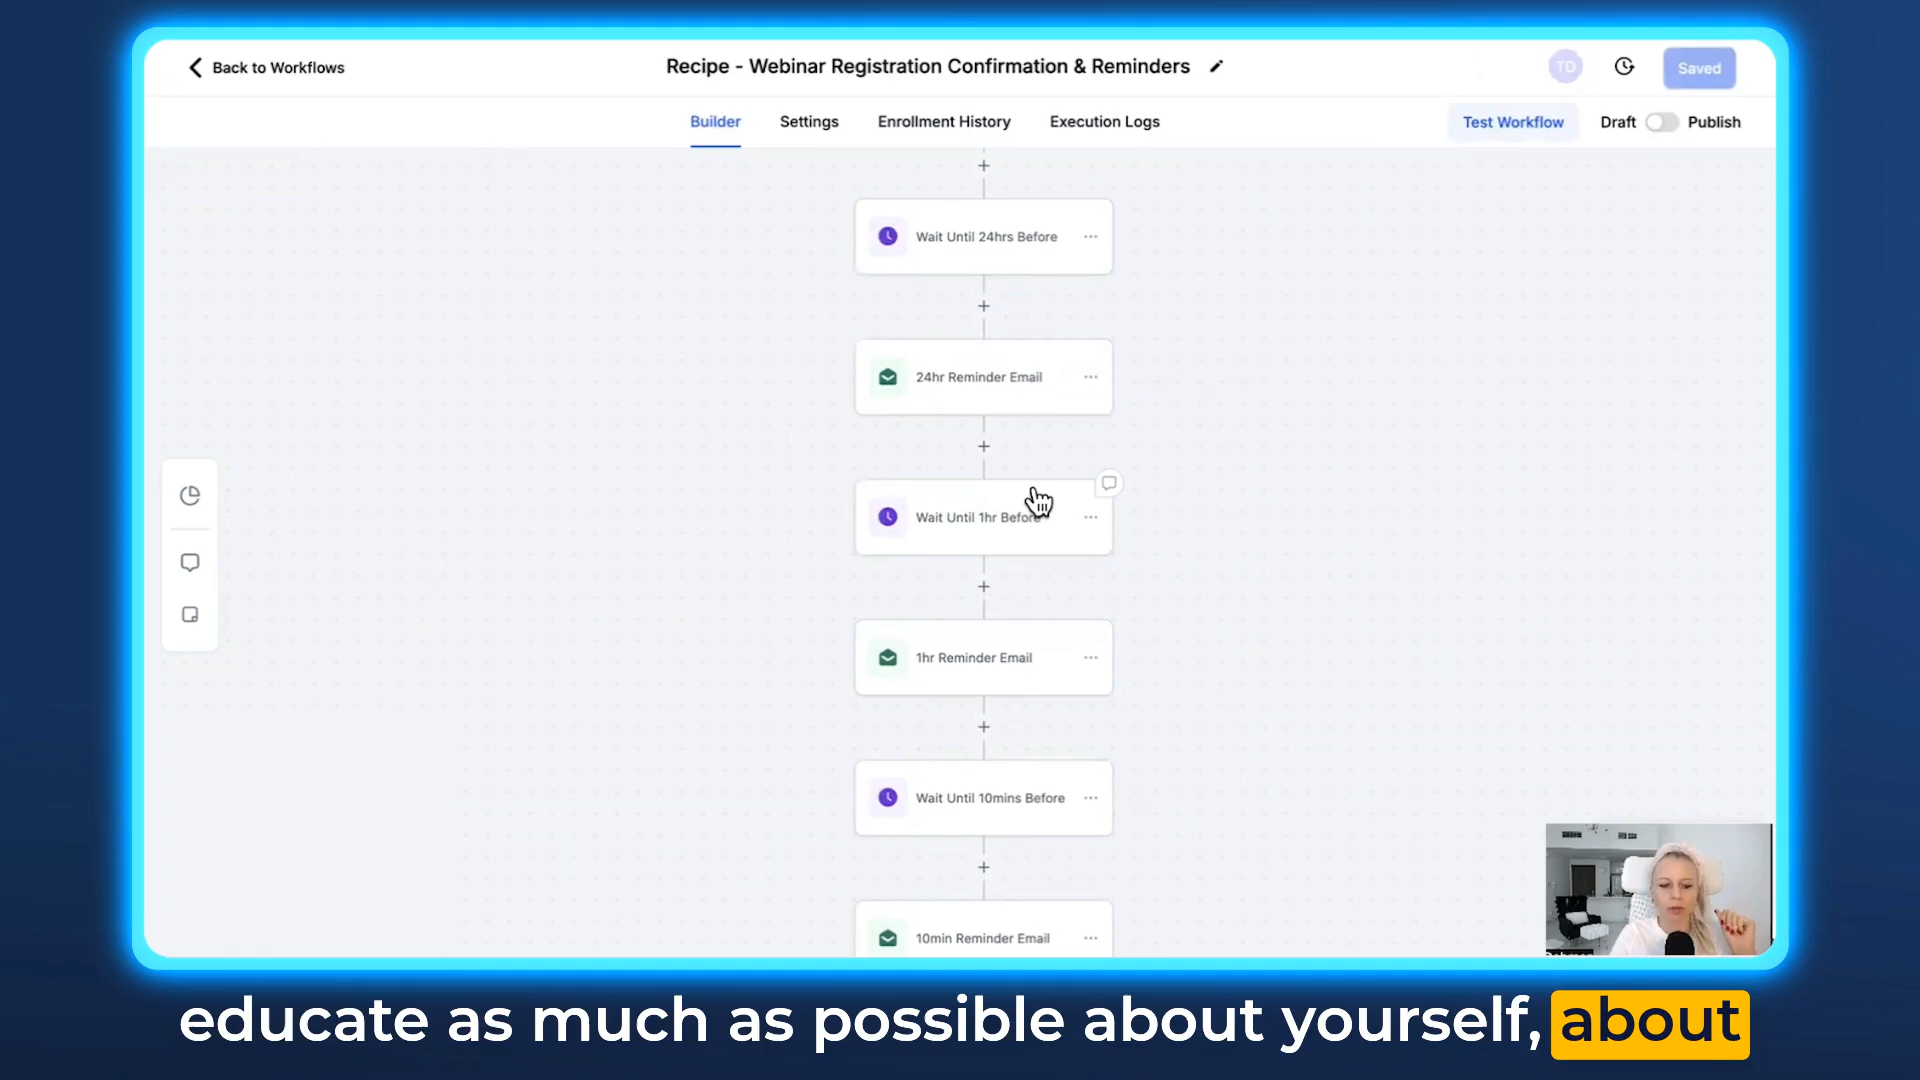 Back to Workflows
Recipe - Webinar Registration Confirmation & Reminders
TD
Saved
Builder
Settings
Enrollment History
Execution Logs
Test Workflow
Draft
Publish
Wait Until 24hrs Before
24hr Reminder Email
Wait Until 1hr Before
1hr Reminder Email
Wait Until 10mins Before
10min Reminder Email
educate as much as possible about yourself, about